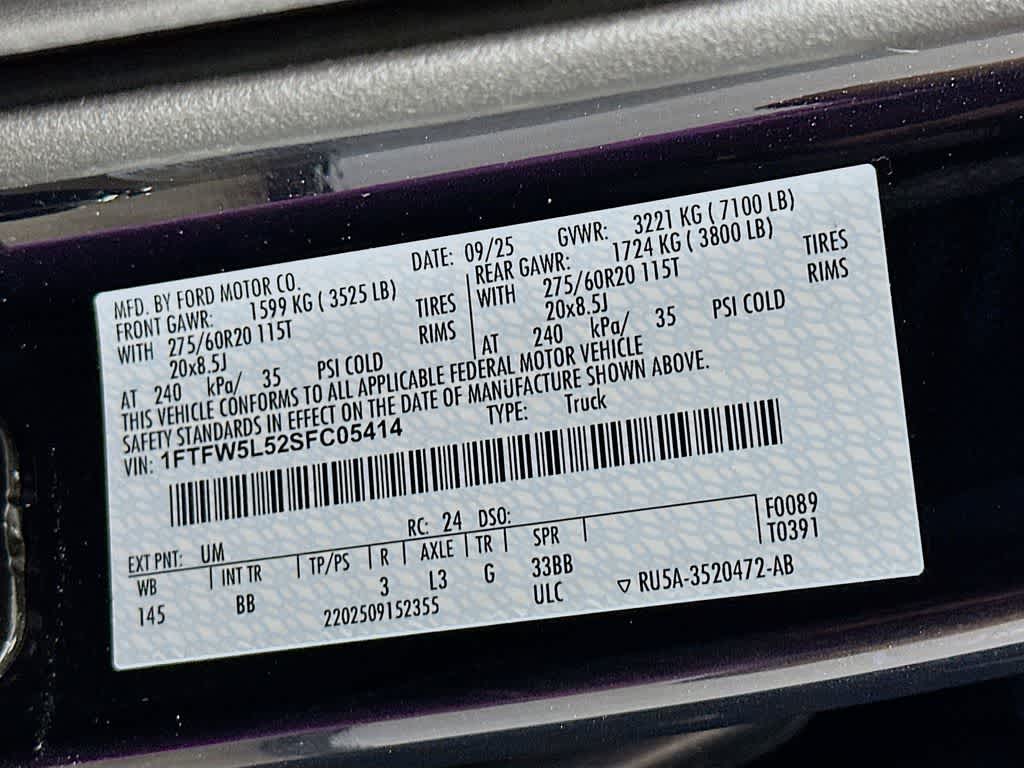 MFD. BY FORD MOTOR CO. DATE: 09/25 GVWR: 3221 KG ( 7100 LB)
FRONT GAWR: 1599 KG ( 3525 LB) REAR GAWR: 1724 KG ( 3800 LB)
WITH 275/60R20 115T TIRES WITH 275/60R20 115T TIRES
20x8.5J RIMS 20x8.5J RIMS
AT 240 kPa/ 35 PSI COLD AT 240 kPa/ 35 PSI COLD
THIS VEHICLE CONFORMS TO ALL APPLICABLE FEDERAL MOTOR VEHICLE
SAFETY STANDARDS IN EFFECT ON THE DATE OF MANUFACTURE SHOWN ABOVE.
VIN: 1FTFW5L52SFC05414 TYPE: Truck
EXT PNT: UM RC: 24 DSO: F0089
WB INT TR TP/PS R AXLE TR SPR T0391
145 BB 3 L3 G 33BB
2202509152355 ULC ▽ RU5A-3520472-AB